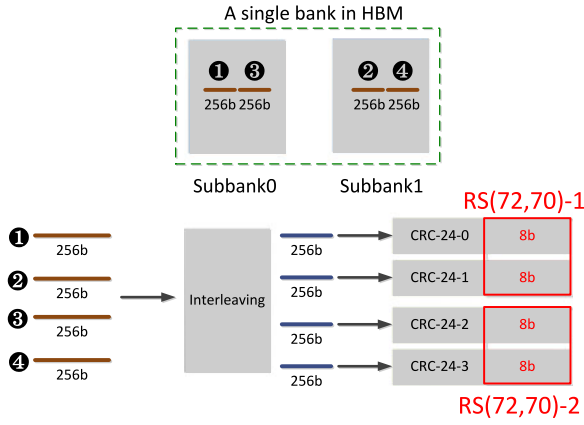 A single bank in HBM
❶ ❸ ❷ ❹
256b 256b 256b 256b
Subbank0 Subbank1
RS(72,70)-1
❶ 256b
❷ 256b
❸ 256b
❹ 256b
Interleaving
256b CRC-24-0 8b
256b CRC-24-1 8b
256b CRC-24-2 8b
256b CRC-24-3 8b
RS(72,70)-2